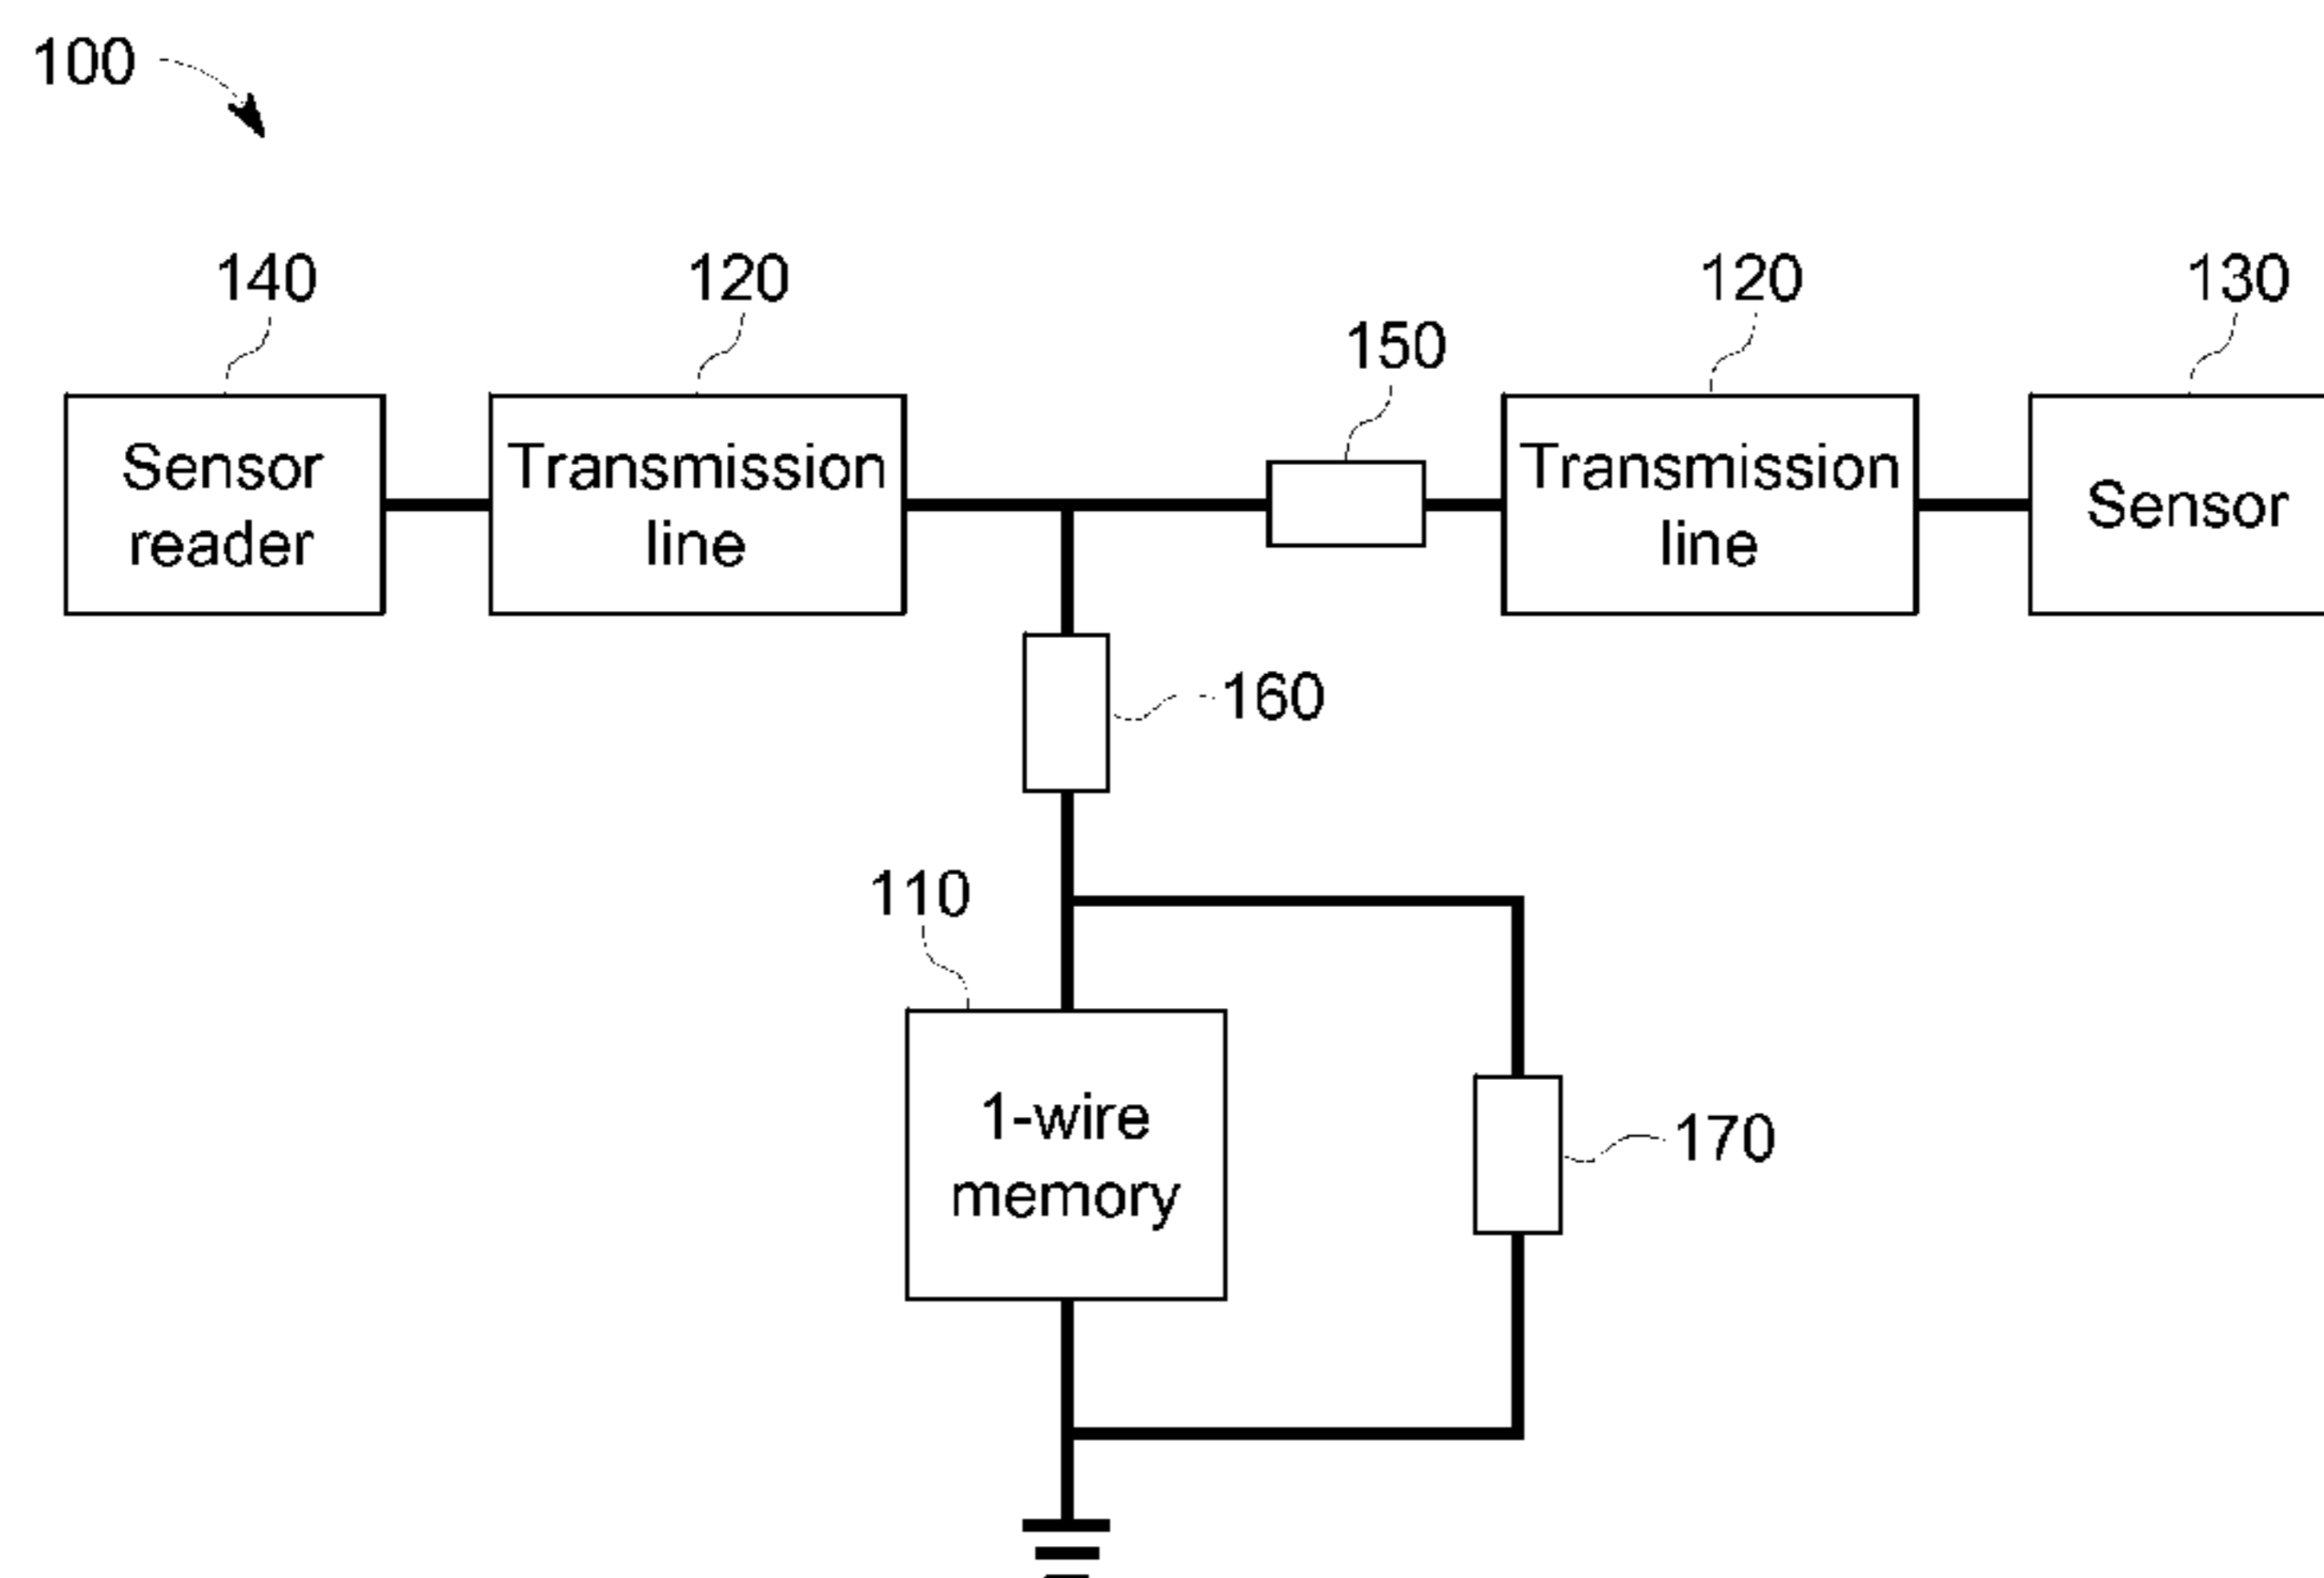 100
140
120
150
120
130
Sensor
reader
Transmission
line
Transmission
line
Sensor
160
110
1-wire
memory
170